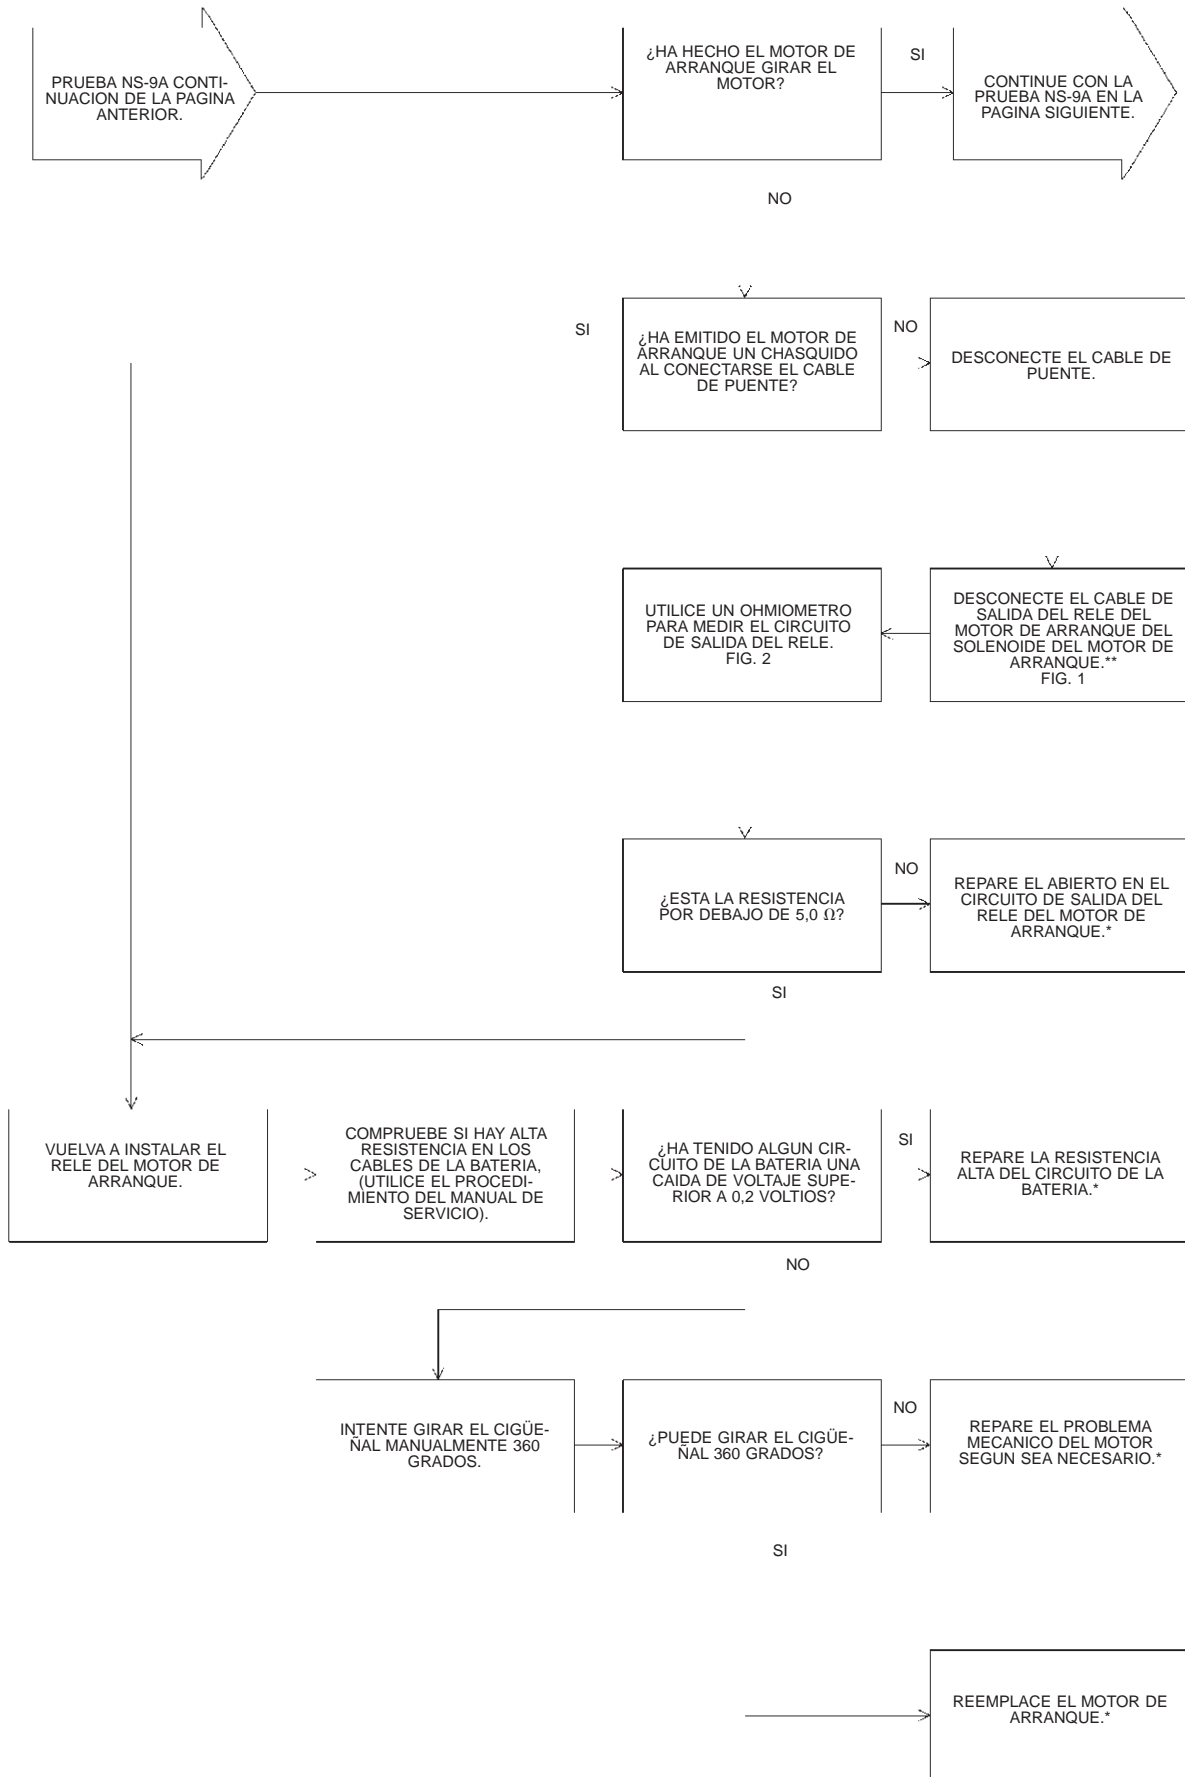 PRUEBA NS-9A CONTI-
NUACION DE LA PAGINA
ANTERIOR.
¿HA HECHO EL MOTOR DE
ARRANQUE GIRAR EL
MOTOR?
SI
CONTINUE CON LA
PRUEBA NS-9A EN LA
PAGINA SIGUIENTE.
NO
SI
¿HA EMITIDO EL MOTOR DE
ARRANQUE UN CHASQUIDO
AL CONECTARSE EL CABLE
DE PUENTE?
NO
DESCONECTE EL CABLE DE
PUENTE.
UTILICE UN OHMIOMETRO
PARA MEDIR EL CIRCUITO
DE SALIDA DEL RELE.
FIG. 2
DESCONECTE EL CABLE DE
SALIDA DEL RELE DEL
MOTOR DE ARRANQUE DEL
SOLENOIDE DEL MOTOR DE
ARRANQUE.**
FIG. 1
¿ESTA LA RESISTENCIA
POR DEBAJO DE 5,0 Ω?
NO
REPARE EL ABIERTO EN EL
CIRCUITO DE SALIDA DEL
RELE DEL MOTOR DE
ARRANQUE.*
SI
VUELVA A INSTALAR EL
RELE DEL MOTOR DE
ARRANQUE.
COMPRUEBE SI HAY ALTA
RESISTENCIA EN LOS
CABLES DE LA BATERIA,
(UTILICE EL PROCEDI-
MIENTO DEL MANUAL DE
SERVICIO).
¿HA TENIDO ALGUN CIR-
CUITO DE LA BATERIA UNA
CAIDA DE VOLTAJE SUPE-
RIOR A 0,2 VOLTIOS?
SI
REPARE LA RESISTENCIA
ALTA DEL CIRCUITO DE LA
BATERIA.*
NO
INTENTE GIRAR EL CIGÜE-
ÑAL MANUALMENTE 360
GRADOS.
¿PUEDE GIRAR EL CIGÜE-
ÑAL 360 GRADOS?
NO
REPARE EL PROBLEMA
MECANICO DEL MOTOR
SEGUN SEA NECESARIO.*
SI
REEMPLACE EL MOTOR DE
ARRANQUE.*